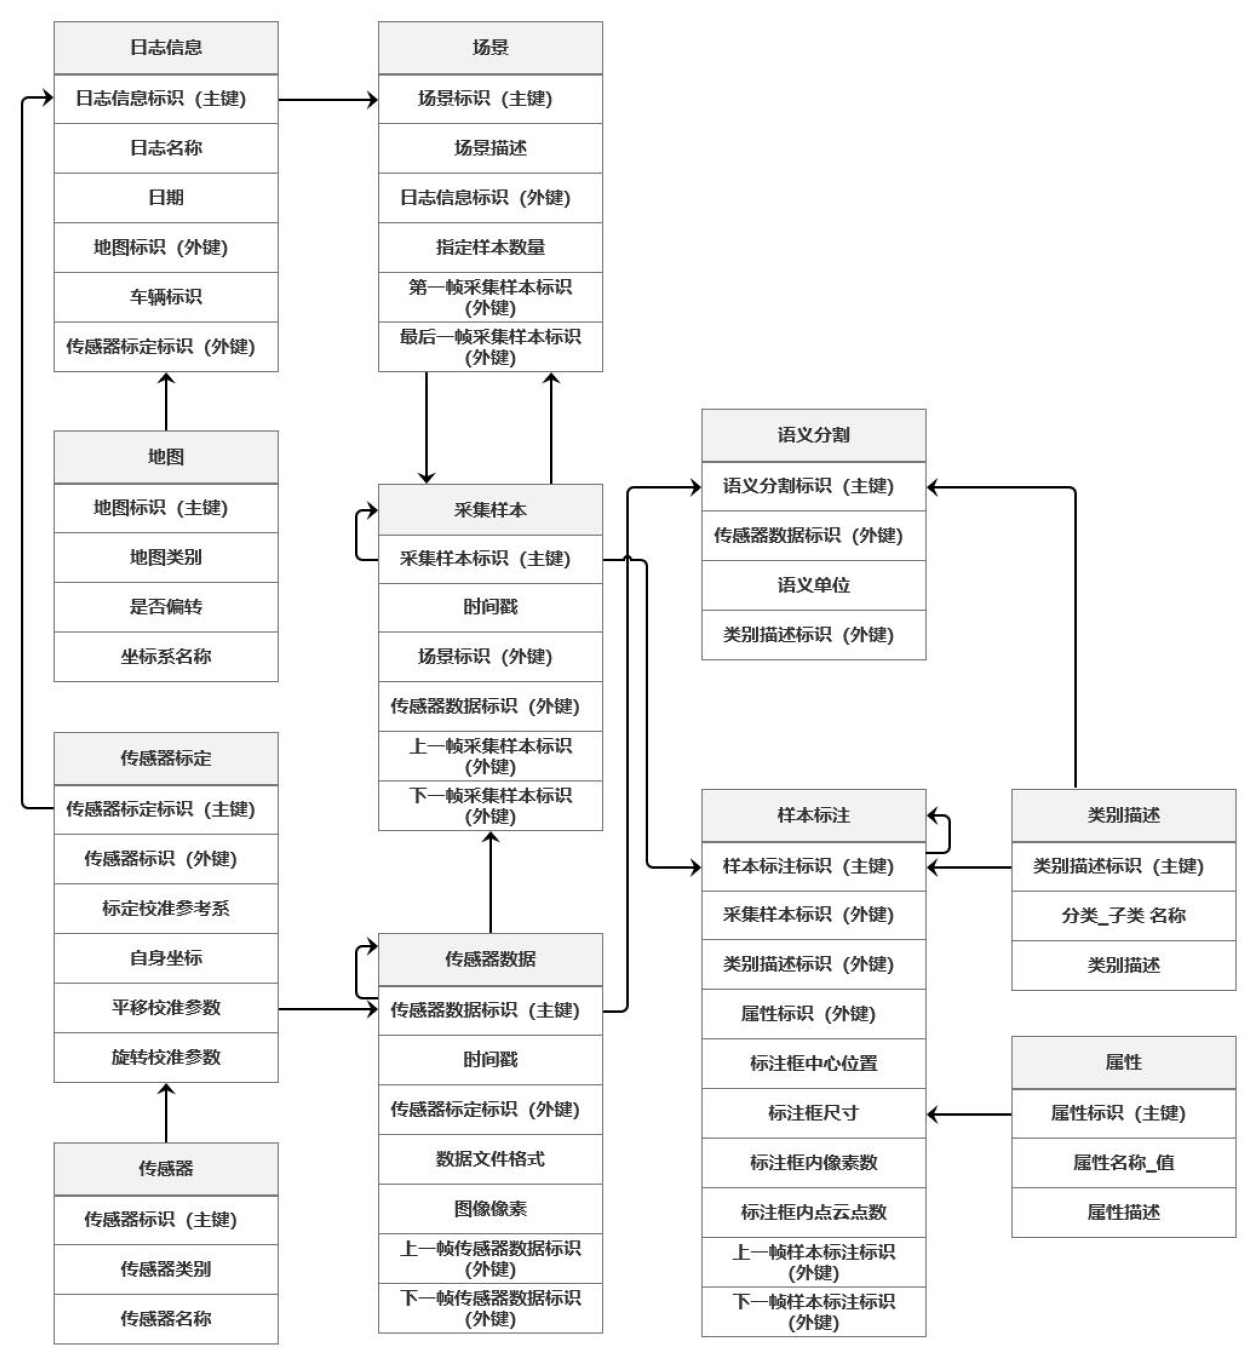 日志信息
日志信息标识 (主键)
日志名称
日期
地图标识 (外键)
车辆标识
传感器标定标识 (外键)
场景
场景标识 (主键)
场景描述
日志信息标识 (外键)
指定样本数量
第一帧采集样本标识
(外键)
最后一帧采集样本标识
(外键)
地图
地图标识 (主键)
地图类别
是否偏转
坐标系名称
采集样本
采集样本标识 (主键)
时间戳
场景标识 (外键)
传感器数据标识 (外键)
上一帧采集样本标识
(外键)
下一帧采集样本标识
(外键)
语义分割
语义分割标识 (主键)
传感器数据标识 (外键)
语义单位
类别描述标识 (外键)
传感器标定
传感器标定标识 (主键)
传感器标识 (外键)
标定校准参考系
自身坐标
平移校准参数
旋转校准参数
传感器数据
传感器数据标识 (主键)
时间戳
传感器标定标识 (外键)
数据文件格式
图像像素
上一帧传感器数据标识
(外键)
下一帧传感器数据标识
(外键)
样本标注
样本标注标识 (主键)
采集样本标识 (外键)
类别描述标识 (外键)
属性标识 (外键)
标注框中心位置
标注框尺寸
标注框内像素数
标注框内点云点数
上一帧样本标注标识
(外键)
下一帧样本标注标识
(外键)
类别描述
类别描述标识 (主键)
分类_子类 名称
类别描述
属性
属性标识 (主键)
属性名称_值
属性描述
传感器
传感器标识 (主键)
传感器类别
传感器名称